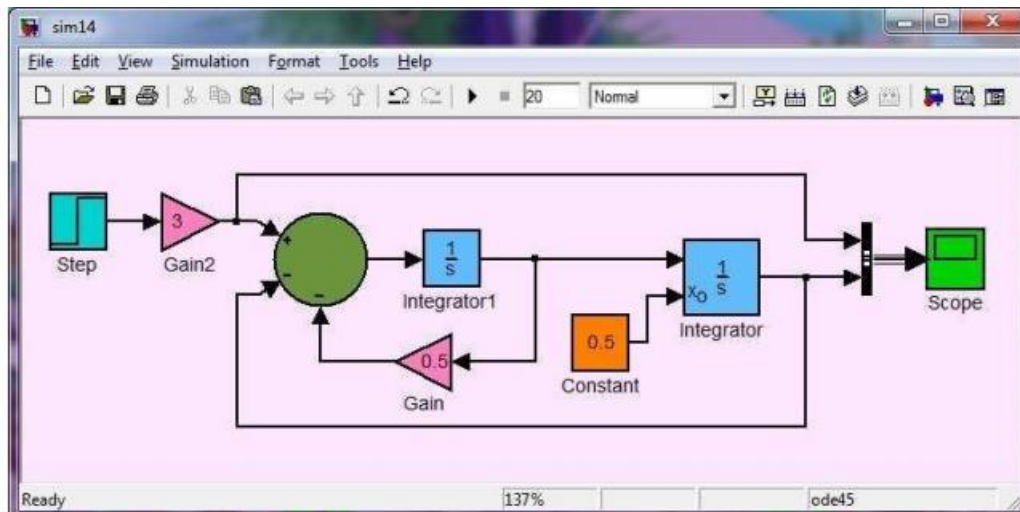 sim14
File Edit View Simulation Format Tools Help
20 Normal
Step
3
Gain2
+
-
-
1
s
Integrator1
0.5
Gain
0.5
Constant
xo
1
s
Integrator
Scope
Ready 137% ode45